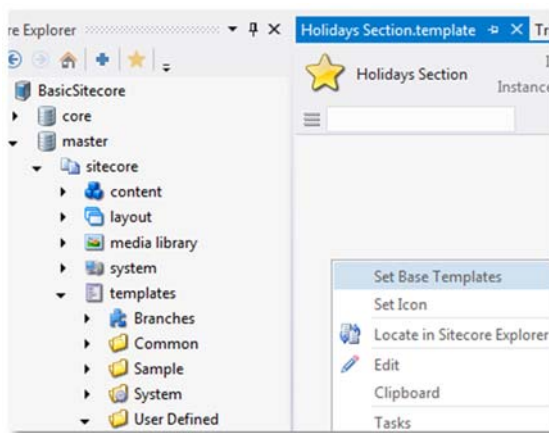 re Explorer
BasicSitecore
core
master
sitecore
content
layout
media library
system
templates
Branches
Common
Sample
System
User Defined
Holidays Section.template
Tr
Holidays Section
Instance
Set Base Templates
Set Icon
Locate in Sitecore Explorer
Edit
Clipboard
Tasks